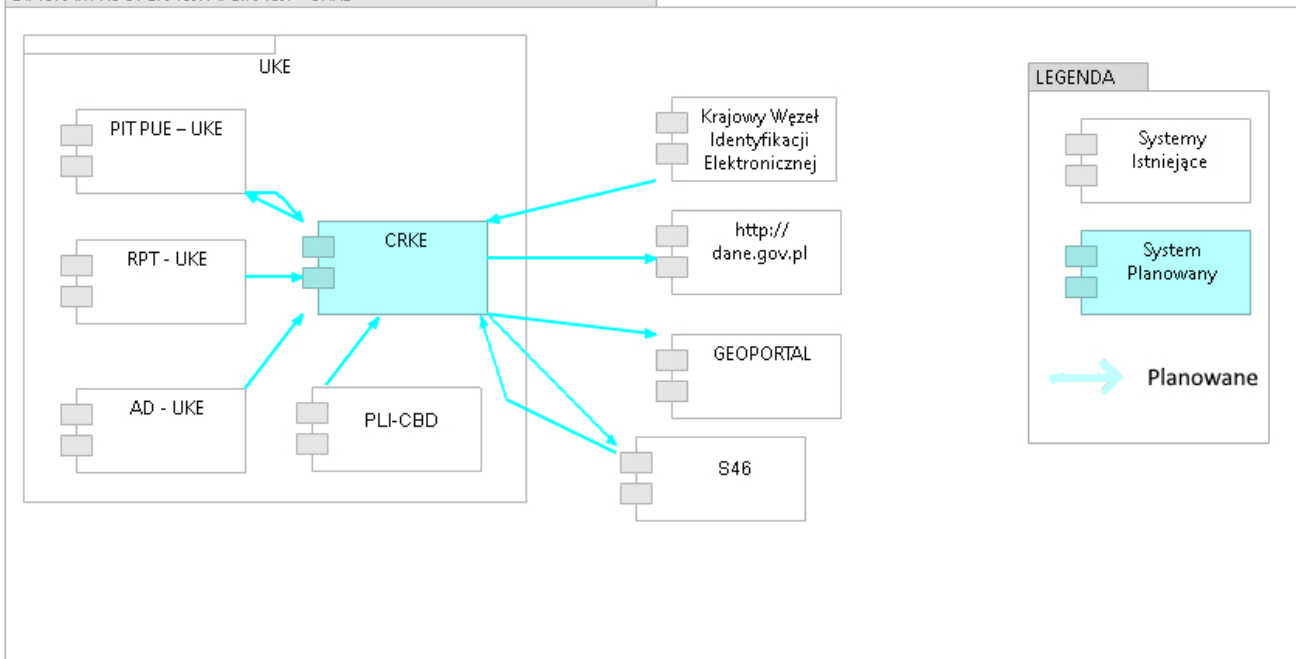 UKE
PIT PUE – UKE
RPT - UKE
AD - UKE
CRKE
PLI-CBD
Krajowy Węzeł
Identyfikacji
Elektronicznej
http://
dane.gov.pl
GEOPORTAL
S46
LEGENDA
Systemy
Istniejące
System
Planowany
Planowane